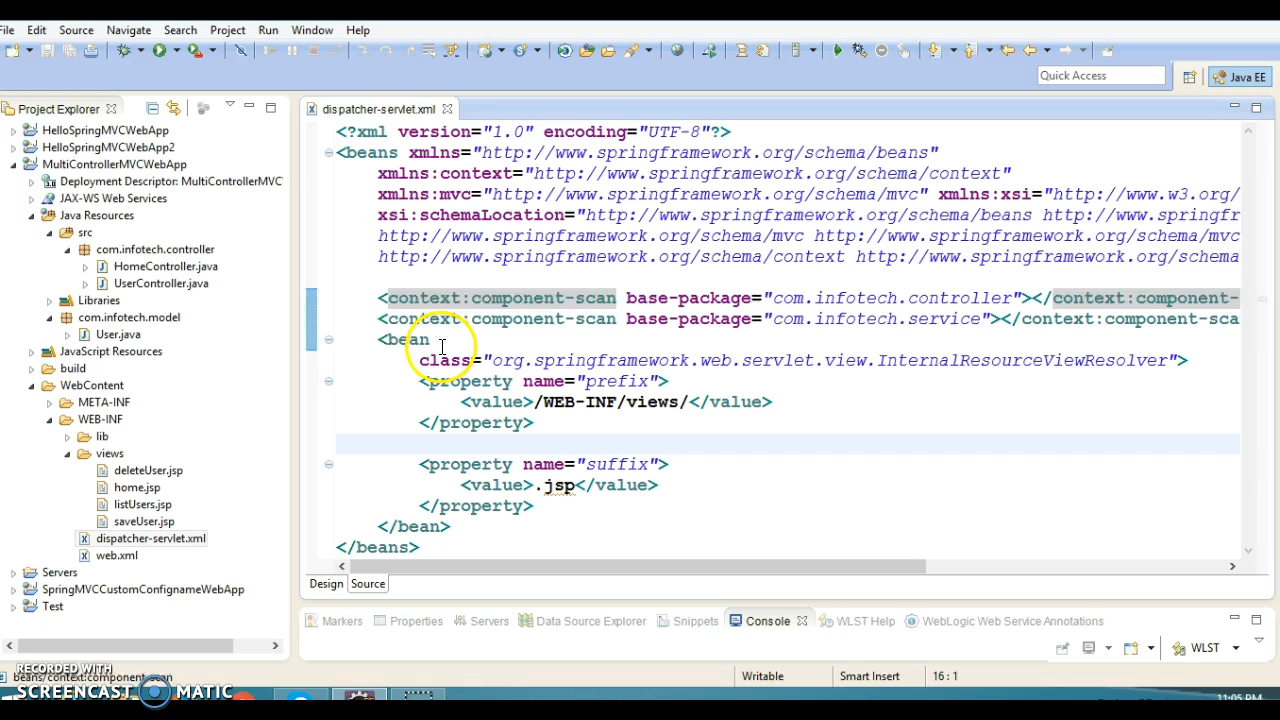 File Edit Source Navigate Search Project Run Window Help
Quick Access
Java EE
Project Explorer
HelloSpringMVCWebApp
HelloSpringMVCWebApp2
MultiControllerMVCWebApp
Deployment Descriptor: MultiControllerMVC
JAX-WS Web Services
Java Resources
src
com.infotech.controller
HomeController.java
UserController.java
Libraries
com.infotech.model
User.java
JavaScript Resources
build
WebContent
META-INF
WEB-INF
lib
views
deleteUser.jsp
home.jsp
listUsers.jsp
saveUser.jsp
dispatcher-servlet.xml
web.xml
Servers
SpringMVCCustomConfignameWebApp
Test
dispatcher-servlet.xml
<?xml version="1.0" encoding="UTF-8"?>
<beans xmlns="http://www.springframework.org/schema/beans"
xmlns:context="http://www.springframework.org/schema/context"
xmlns:mvc="http://www.springframework.org/schema/mvc" xmlns:xsi="http://www.w3.org/
xsi:schemaLocation="http://www.springframework.org/schema/beans http://www.springfr
http://www.springframework.org/schema/mvc http://www.springframework.org/schema/mvc
http://www.springframework.org/schema/context http://www.springframework.org/schema
<context:component-scan base-package="com.infotech.controller"></context:component-
<context:component-scan base-package="com.infotech.service"></context:component-sca
<bean
class="org.springframework.web.servlet.view.InternalResourceViewResolver">
<property name="prefix">
<value>/WEB-INF/views/</value>
</property>
<property name="suffix">
<value>.jsp</value>
</property>
</bean>
</beans>
Design Source
Markers Properties Servers Data Source Explorer Snippets Console WLST Help WebLogic Web Service Annotations
WLST
beans/context:component-scan
Writable Smart Insert 16 : 1
RECORDED WITH
SCREENCAST MATIC
11:05 PM